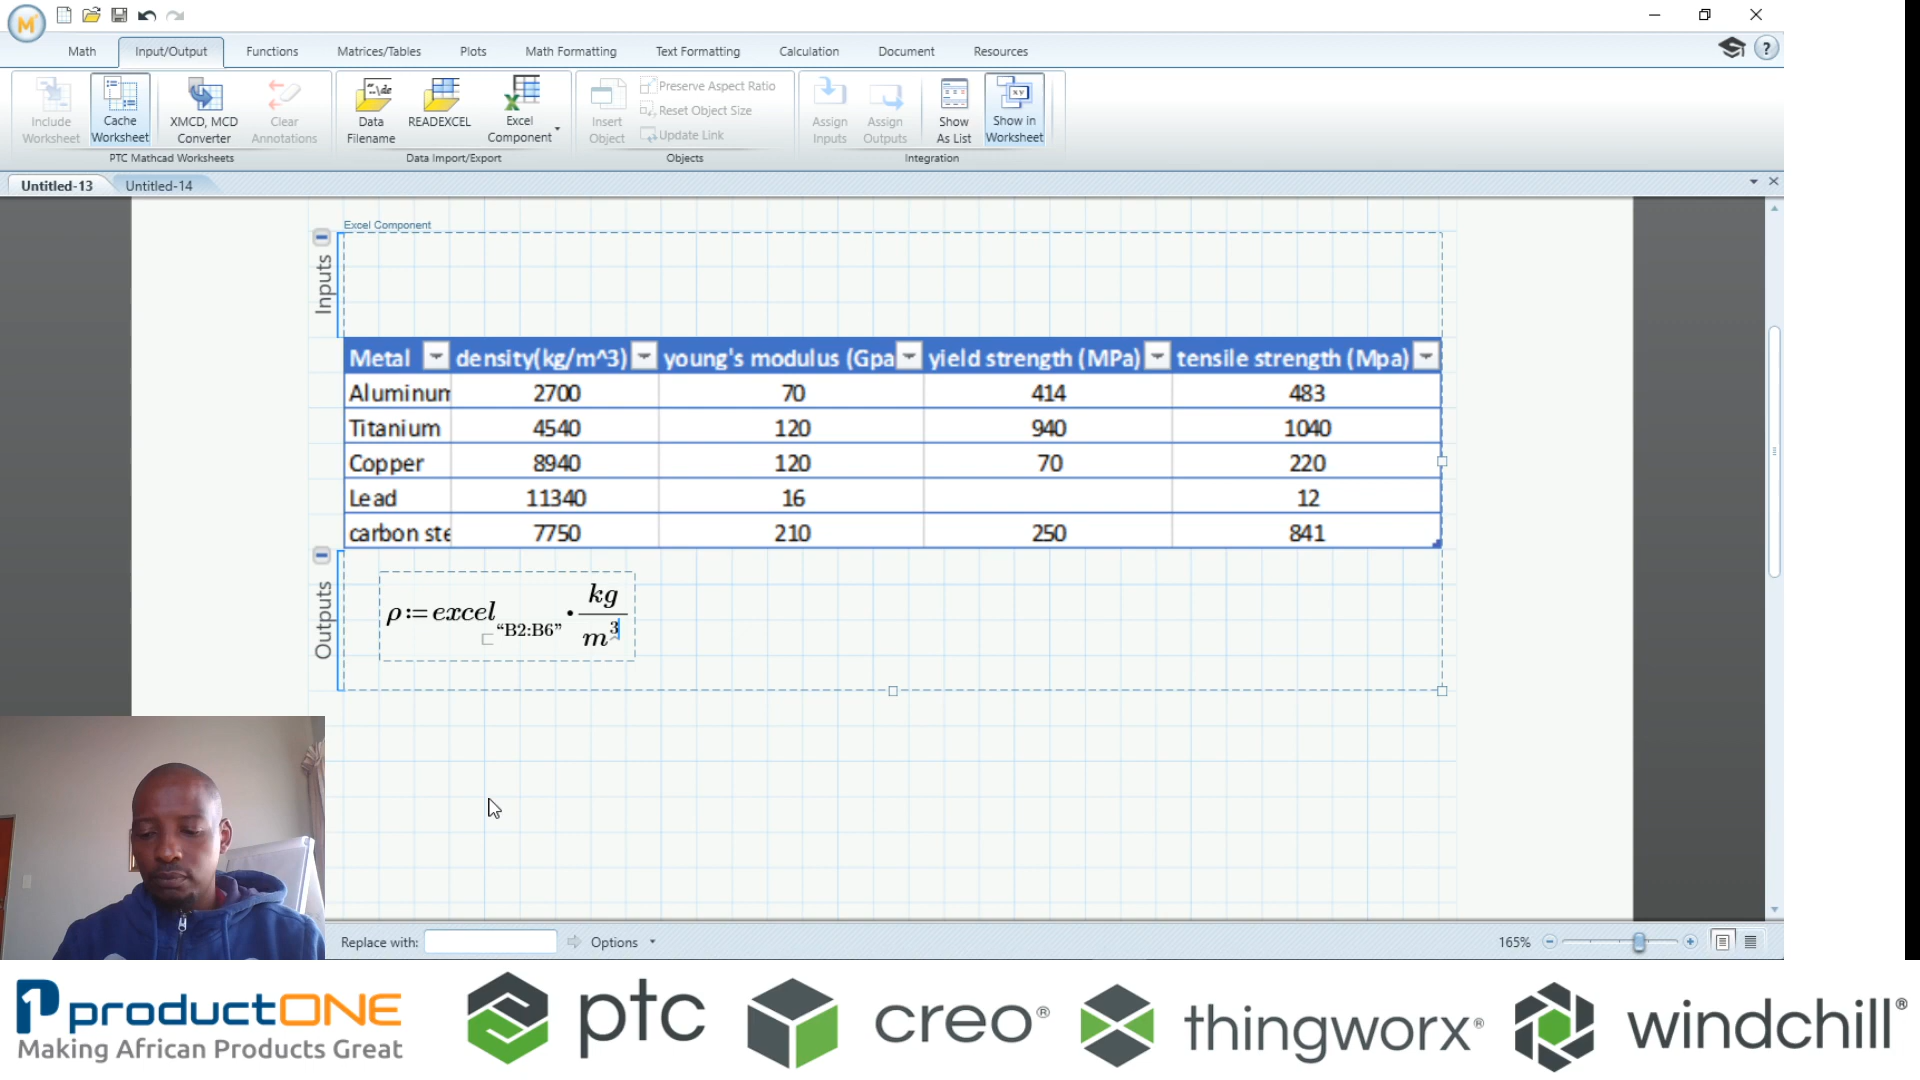 Math Input/Output Functions Matrices/Tables Plots Math Formatting Text Formatting Calculation Document Resources ?
Include Worksheet
Cache Worksheet
XMCD, MCD Converter
Clear Annotations
PTC Mathcad Worksheets
Data Filename
READEXCEL
Excel Component
Data Import/Export
Insert Object
Preserve Aspect Ratio
Reset Object Size
Update Link
Objects
Assign Inputs
Assign Outputs
Show As List
Show in Worksheet
Integration
Untitled-13 Untitled-14
Excel Component
Inputs
Metal density(kg/m^3) young's modulus (Gpa yield strength (MPa) tensile strength (Mpa)
Aluminum 2700 70 414 483
Titanium 4540 120 940 1040
Copper 8940 120 70 220
Lead 11340 16 12
carbon ste 7750 210 250 841
Outputs
ρ:=excel "B2:B6" · kg/m^3
Replace with: Options 165%
productONE
Making African Products Great
ptc
creo®
thingworx®
windchill®